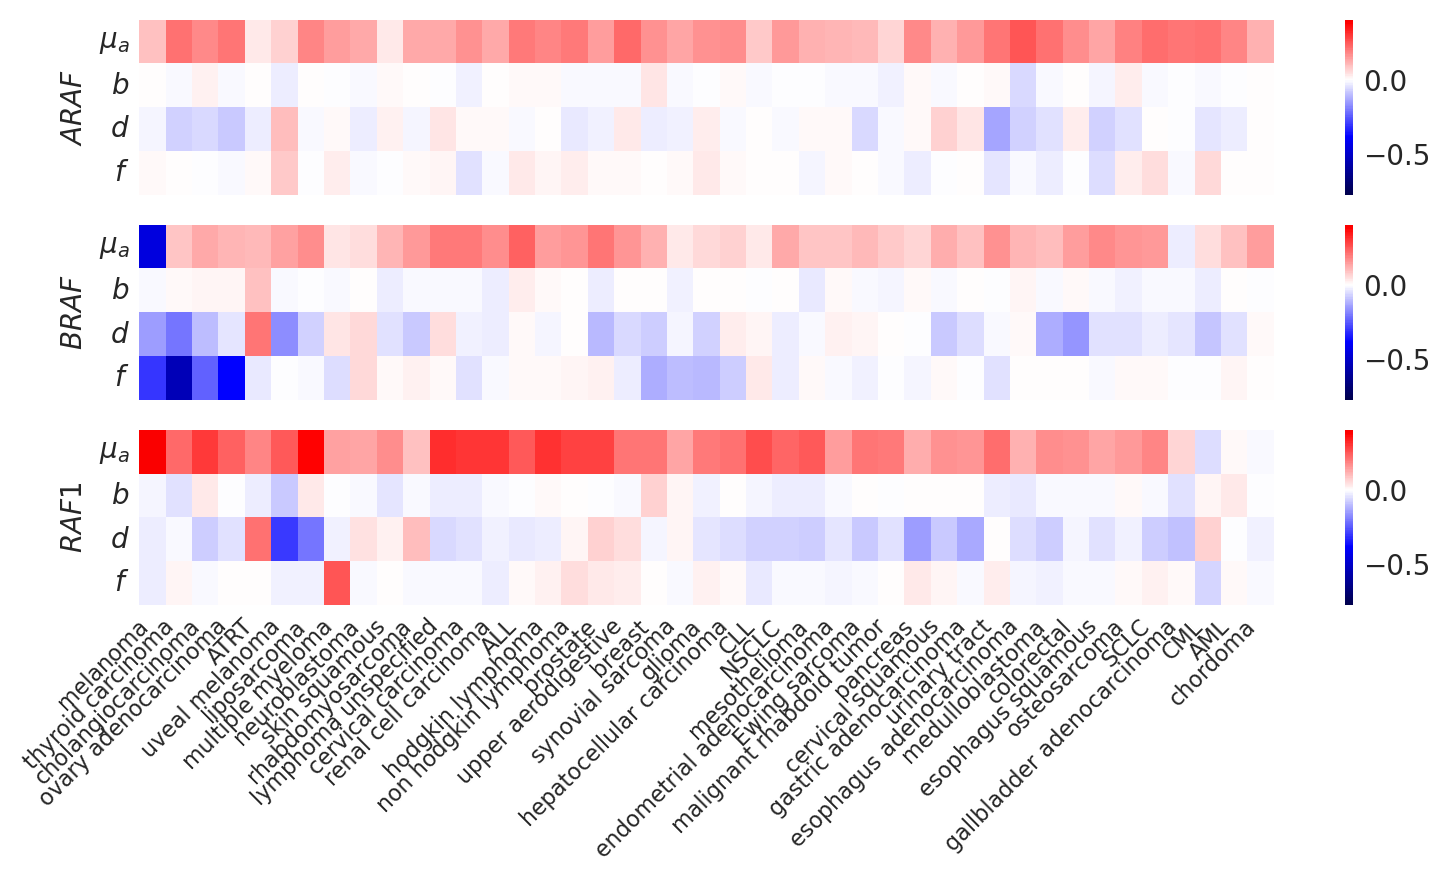 ARAF
μa
b
d
f
0.0
−0.5
BRAF
μa
b
d
f
0.0
−0.5
RAF1
μa
b
d
f
0.0
−0.5
melanoma
thyroid carcinoma
cholangiocarcinoma
ovary adenocarcinoma
ATRT
uveal melanoma
liposarcoma
multiple myeloma
neuroblastoma
skin squamous
rhabdomyosarcoma
lymphoma unspecified
cervical carcinoma
renal cell carcinoma
ALL
hodgkin lymphoma
non hodgkin lymphoma
prostate
upper aerodigestive
breast
synovial sarcoma
glioma
hepatocellular carcinoma
CLL
NSCLC
mesothelioma
endometrial adenocarcinoma
Ewing sarcoma
malignant rhabdoid tumor
pancreas
cervical squamous
gastric adenocarcinoma
urinary tract
esophagus adenocarcinoma
medulloblastoma
colorectal
esophagus squamous
osteosarcoma
SCLC
gallbladder adenocarcinoma
CML
AML
chordoma